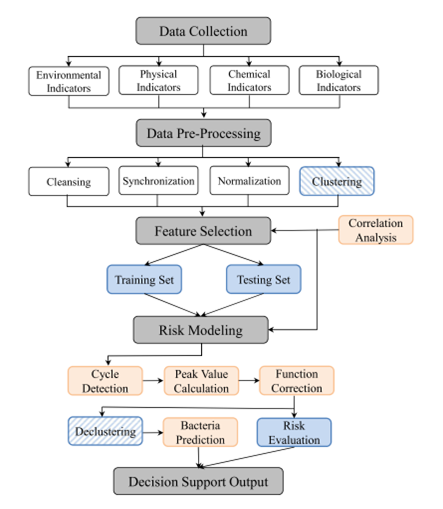 Data Collection
Environmental
Indicators
Physical
Indicators
Chemical
Indicators
Biological
Indicators
Data Pre-Processing
Cleansing
Synchronization
Normalization
Clustering
Feature Selection
Correlation
Analysis
Training Set
Testing Set
Risk Modeling
Cycle
Detection
Peak Value
Calculation
Function
Correction
Declustering
Bacteria
Prediction
Risk
Evaluation
Decision Support Output